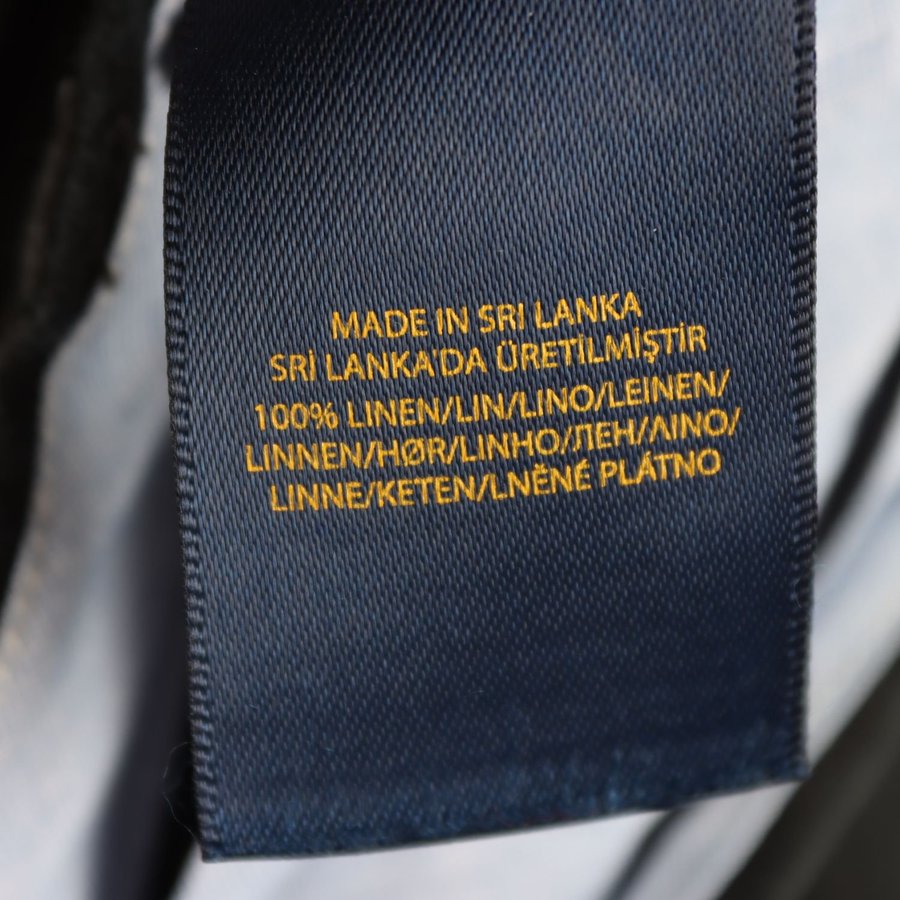 MADE IN SRI LANKA
SRİ LANKA'DA ÜRETİLMİŞTİR
100% LINEN/LIN/LINO/LEINEN/
LINNEN/HØR/LINHO/ЛЕН/ΛΙΝΟ/
LINNE/KETEN/LNĚNÉ PLÁTNO